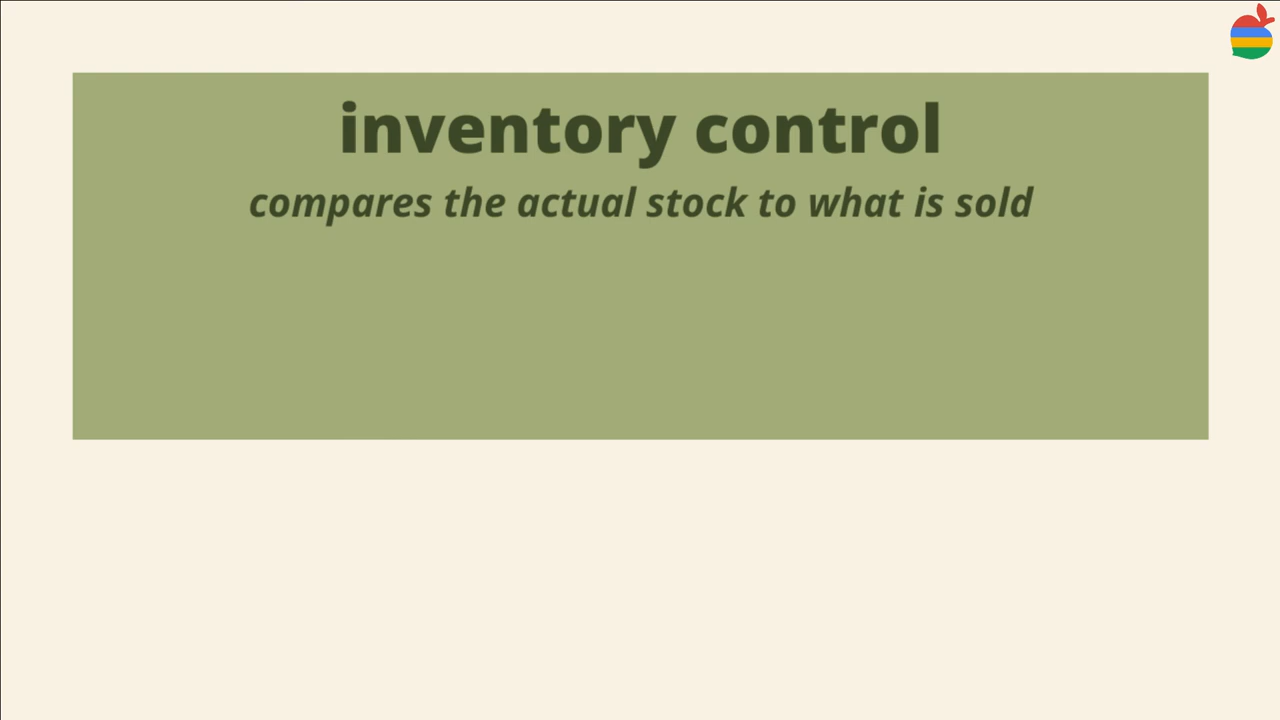 inventory control
compares the actual stock to what is sold